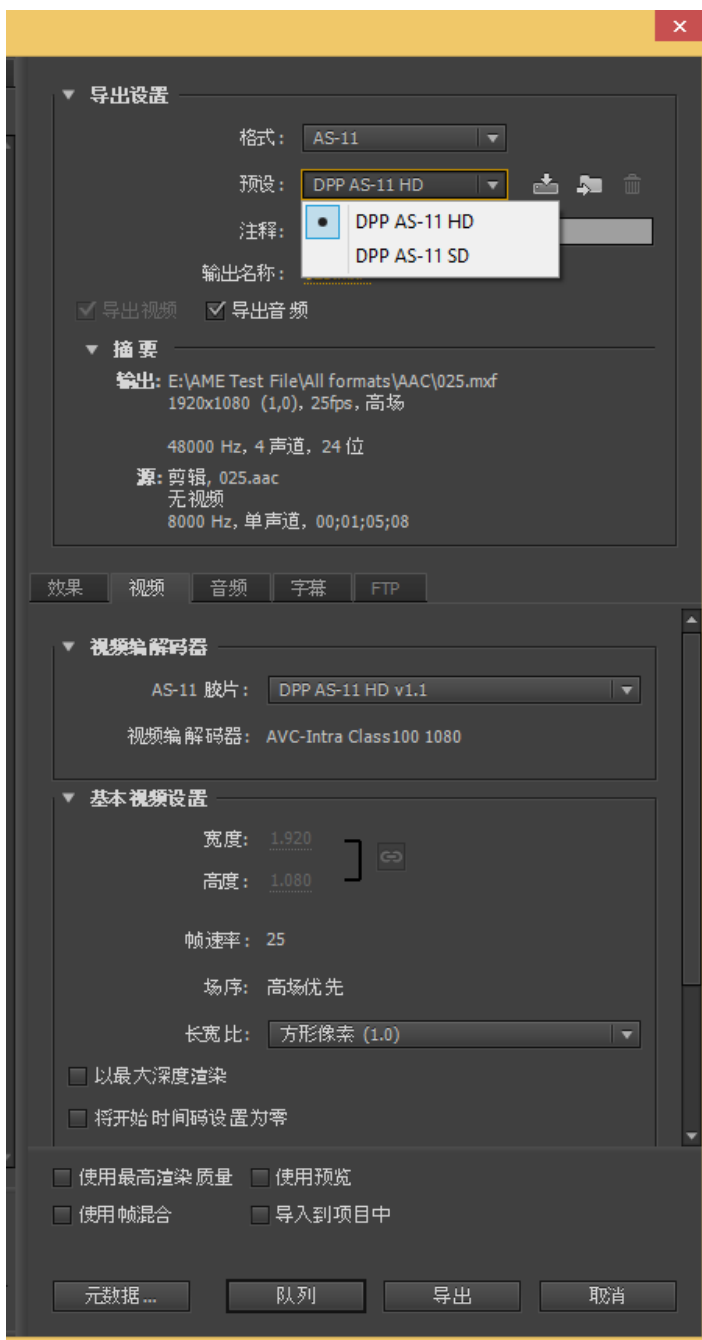 导出设置
格式: AS-11
预设: DPP AS-11 HD
DPP AS-11 HD
注释:
DPP AS-11 SD
输出名称:
导出视频 导出音频
摘要
输出: E:\AME Test File\All formats\AAC\025.mxf
1920x1080 (1,0), 25fps, 高场
48000 Hz, 4 声道, 24 位
源: 剪辑, 025.aac
无视频
8000 Hz, 单声道, 00;01;05;08
效果 视频 音频 字幕 FTP
视频编解码器
AS-11 胶片: DPP AS-11 HD v1.1
视频编解码器: AVC-Intra Class100 1080
基本视频设置
宽度: 1.920
高度: 1.080
帧速率: 25
场序: 高场优先
长宽比: 方形像素 (1.0)
以最大深度渲染
将开始时间码设置为零
使用最高渲染质量 使用预览
使用帧混合 导入到项目中
元数据... 队列 导出 取消